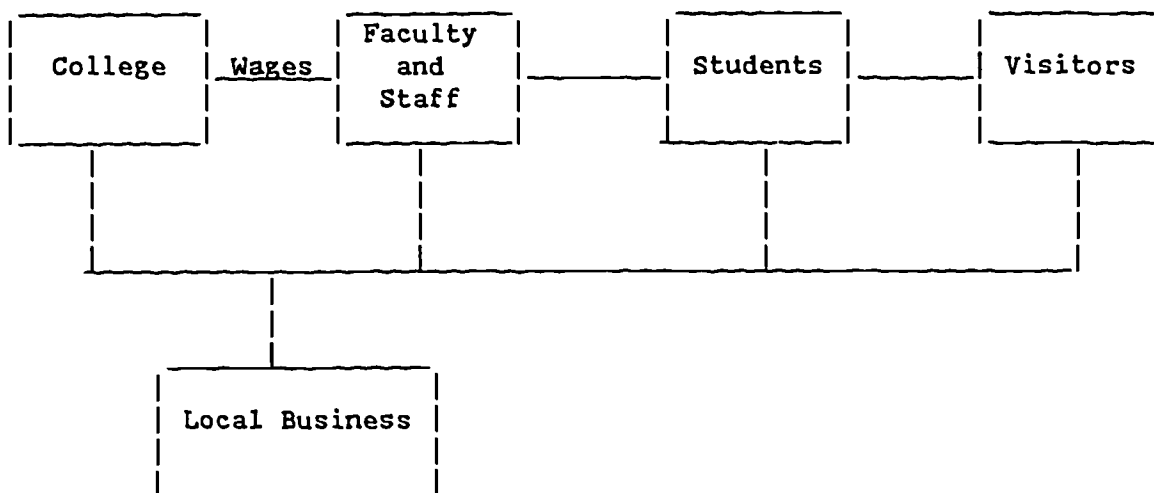 College
Wages
Faculty
and
Staff
Students
Visitors
Local Business